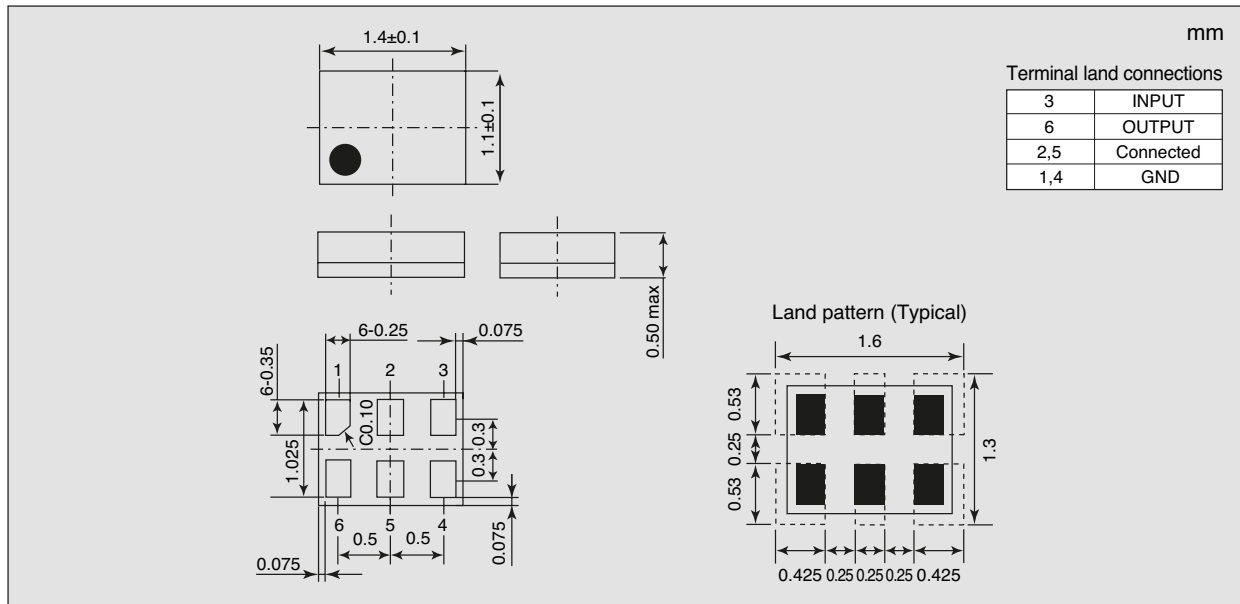 mm
1.4±0.1
1.1±0.1
Terminal land connections
3 INPUT
6 OUTPUT
2,5 Connected
1,4 GND
0.50 max
6-0.25
0.075
6-0.35
1 2 3
C0.10
1.025
0.3
0.3
6 5 4
0.5 0.5
0.075
0.075
Land pattern (Typical)
1.6
0.53
0.25
0.53
1.3
0.425 0.25 0.25 0.25 0.425